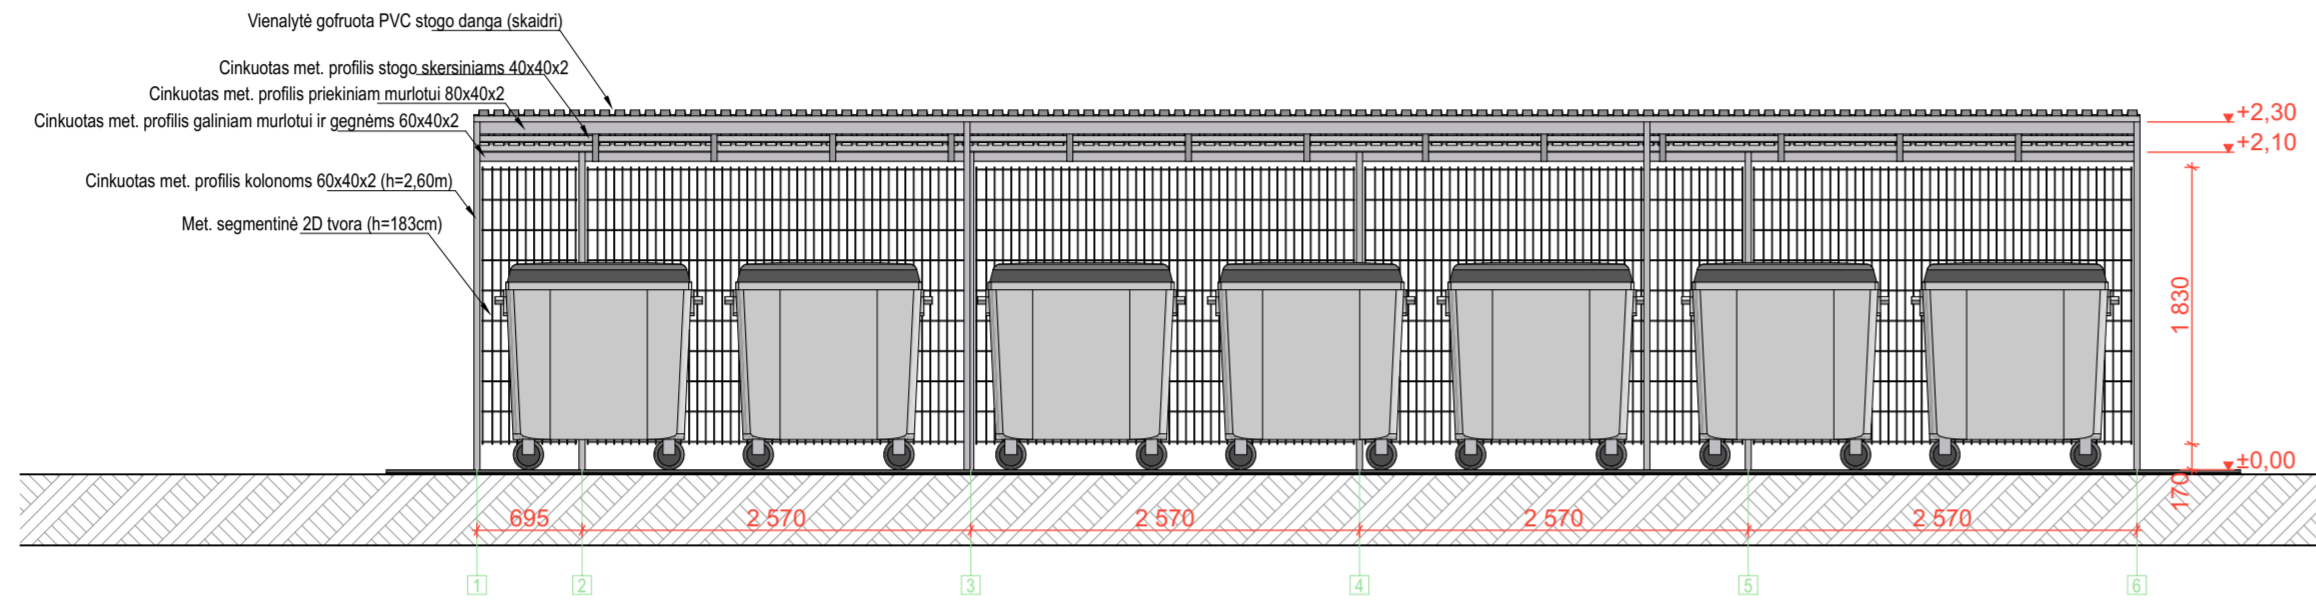 Vienalytė gofruota PVC stogo danga (skaidri)
Cinkuotas met. profilis stogo skersiniams 40x40x2
Cinkuotas met. profilis priekiniam murlotui 80x40x2
Cinkuotas met. profilis galiniam murlotui ir gegnėms 60x40x2
Cinkuotas met. profilis kolonoms 60x40x2 (h=2,60m)
Met. segmentinė 2D tvora (h=183cm)
+2,30
+2,10
1 830
±0,00
170
695
2 570
2 570
2 570
2 570
1
2
3
4
5
6